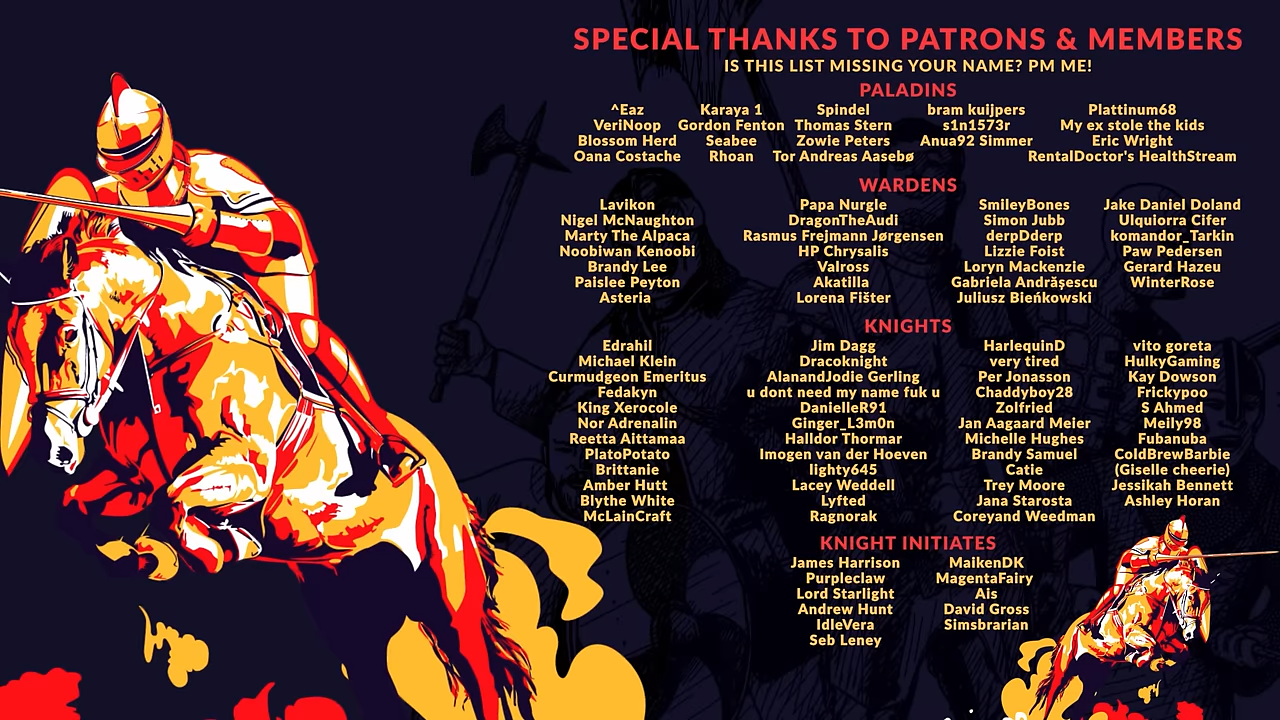 SPECIAL THANKS TO PATRONS & MEMBERS
IS THIS LIST MISSING YOUR NAME? PM ME!
PALADINS
^Eaz Karaya 1 Spindel bram kuijpers Plattinum68
VeriNoop Gordon Fenton Thomas Stern s1n1573r My ex stole the kids
Blossom Herd Seabee Zowie Peters Anua92 Simmer Eric Wright
Oana Costache Rhoan Tor Andreas Aasebø RentalDoctor's HealthStream
WARDENS
Lavikon Papa Nurgle SmileyBones Jake Daniel Doland
Nigel McNaughton DragonTheAudi Simon Jubb Ulquiorra Cifer
Marty The Alpaca Rasmus Frejmann Jørgensen derpDderp komandor_Tarkin
Noobiwan Kenoobi HP Chrysalis Lizzie Foist Paw Pedersen
Brandy Lee Valross Loryn Mackenzie Gerard Hazeu
Paislee Peyton Akatilla Gabriela Andrășescu WinterRose
Asteria Lorena Fišter Juliusz Bieńkowski
KNIGHTS
Edrahil Jim Dagg HarlequinD vito goreta
Michael Klein Dracoknight very tired HulkyGaming
Curmudgeon Emeritus AlanandJodie Gerling Per Jonasson Kay Dowson
Fedakyn u dont need my name fuk u Chaddyboy28 Frickypoo
King Xerocole DanielleR91 Zolfried S Ahmed
Nor Adrenalin Ginger_L3m0n Jan Aagaard Meier Meily98
Reetta Aittamaa Halldor Thormar Michelle Hughes Fubanuba
PlatoPotato Imogen van der Hoeven Brandy Samuel ColdBrewBarbie
Brittanie lighty645 Catie (Giselle cheerie)
Amber Hutt Lacey Weddell Trey Moore Jessikah Bennett
Blythe White Lyfted Jana Starosta Ashley Horan
McLainCraft Ragnorak Coreyand Weedman
KNIGHT INITIATES
James Harrison MaikenDK
Purpleclaw MagentaFairy
Lord Starlight Ais
Andrew Hunt David Gross
IdleVera Simsbrarian
Seb Leney